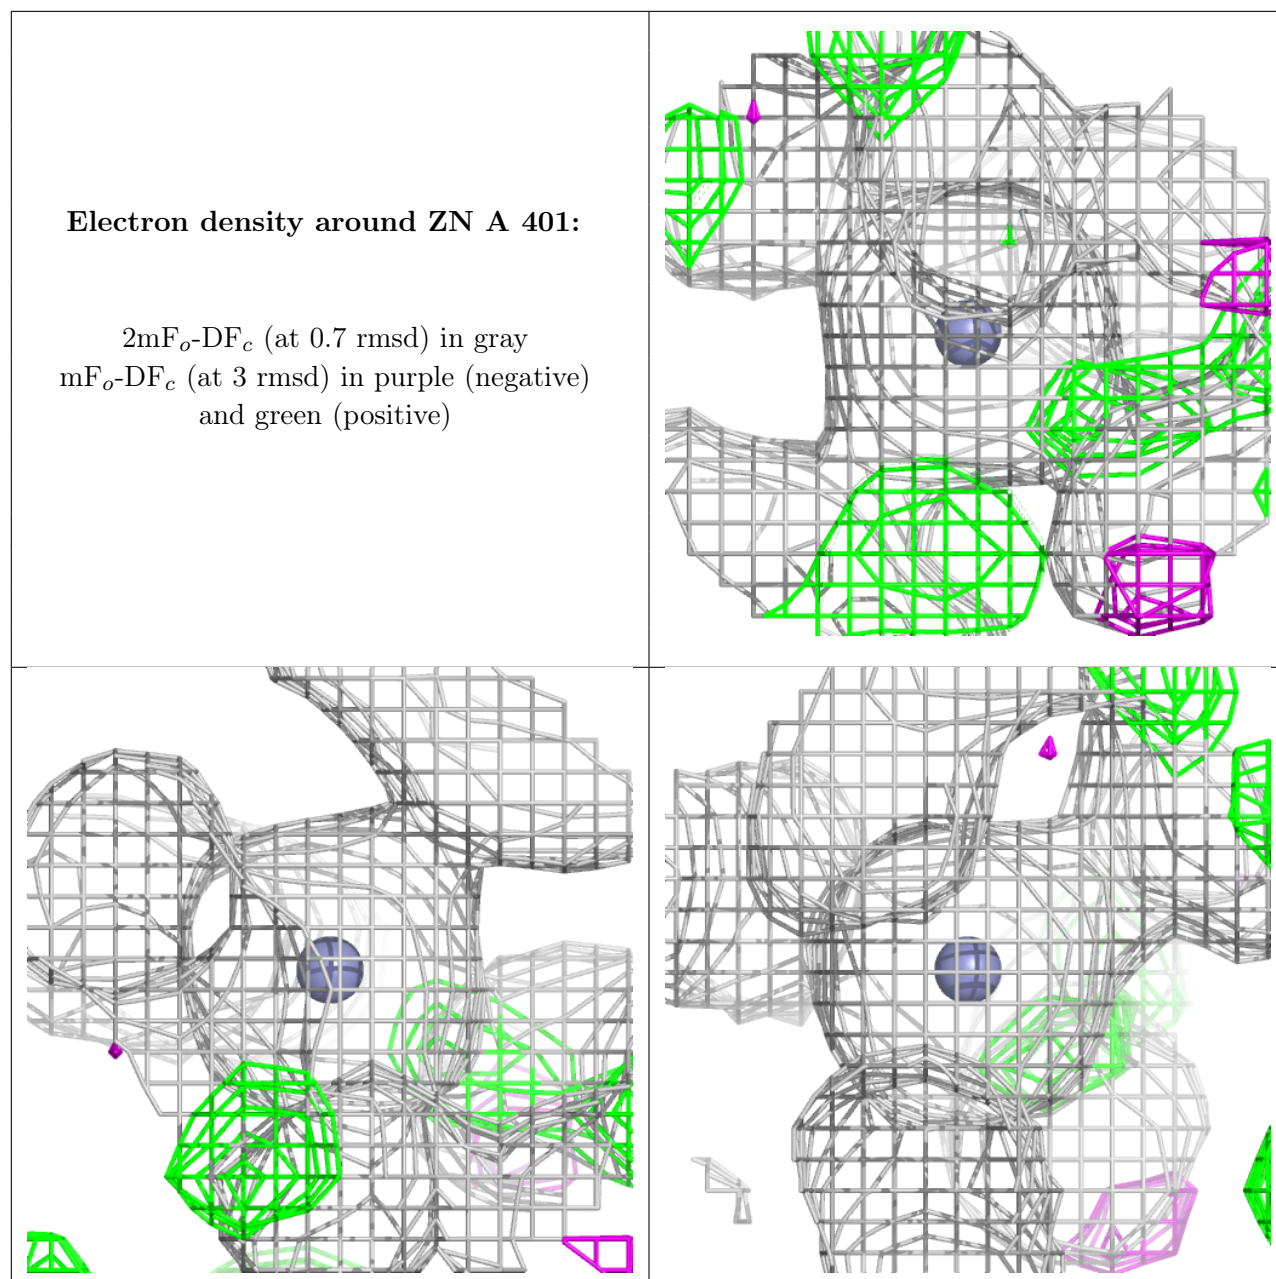 Electron density around ZN A 401:
2mFo-DFc (at 0.7 rmsd) in gray
mFo-DFc (at 3 rmsd) in purple (negative)
and green (positive)